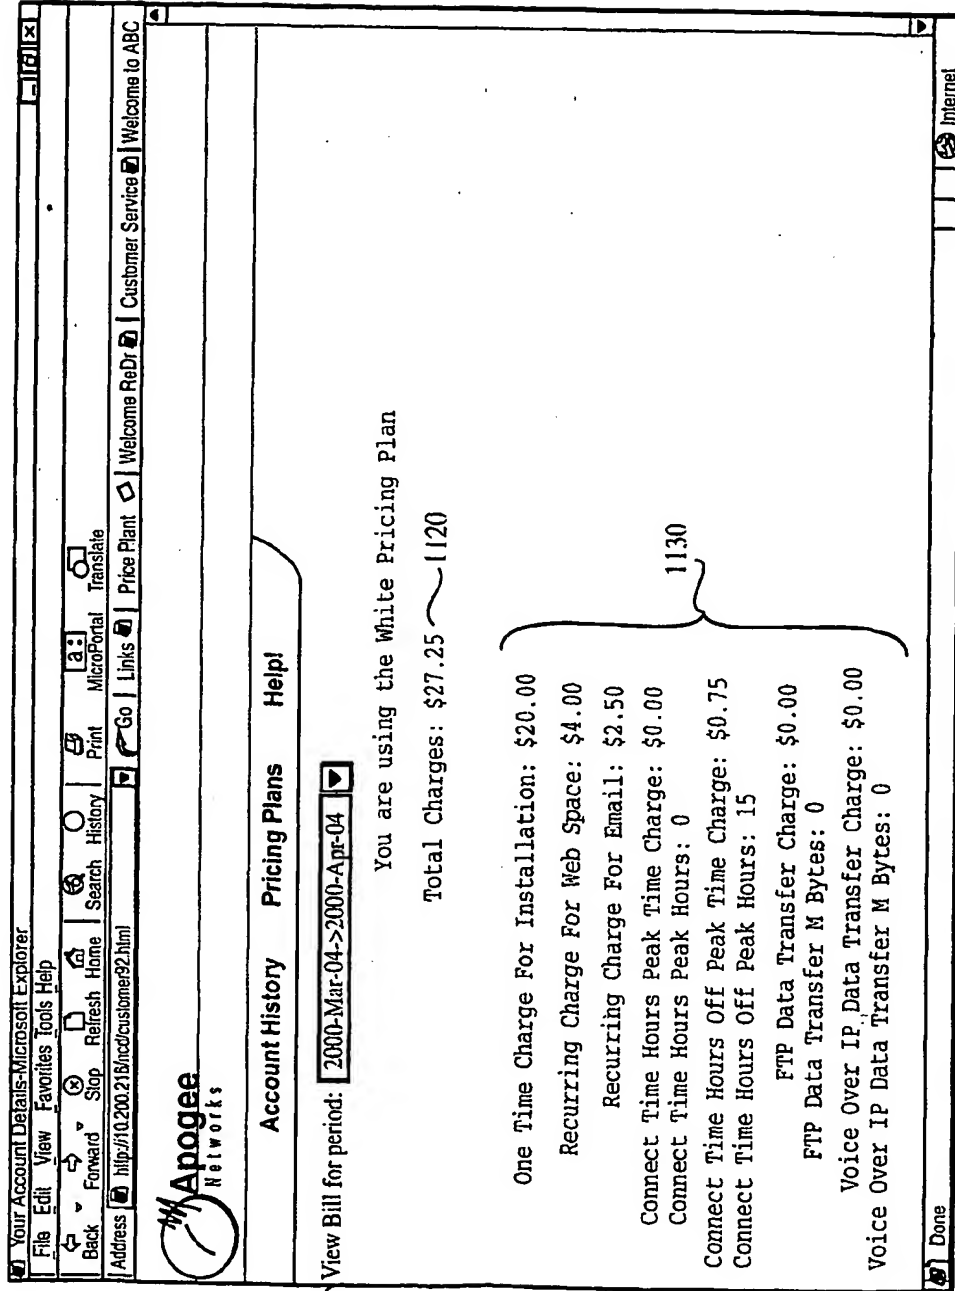 Your Account Details-Microsoft Explorer
File Edit View Favorites Tools Help
Back Forward Stop Refresh Home Search History Print MicroPortal Translate
a:
Address http://10.200.218/ncd/customer92.html Go Links Price Plant Welcome ReDr Customer Service Welcome to ABC
Apogee
Networks
Account History Pricing Plans Help!
View Bill for period: 2000-Mar-04->2000-Apr-04
You are using the White Pricing Plan
Total Charges: $27.25 1120
One Time Charge For Installation: $20.00
Recurring Charge For Web Space: $4.00
Recurring Charge For Email: $2.50
Connect Time Hours Peak Time Charge: $0.00
Connect Time Hours Peak Hours: 0
1130
Connect Time Hours Off Peak Time Charge: $0.75
Connect Time Hours Off Peak Hours: 15
FTP Data Transfer Charge: $0.00
FTP Data Transfer M Bytes: 0
Voice Over IP Data Transfer Charge: $0.00
Voice Over IP Data Transfer M Bytes: 0
Done Internet